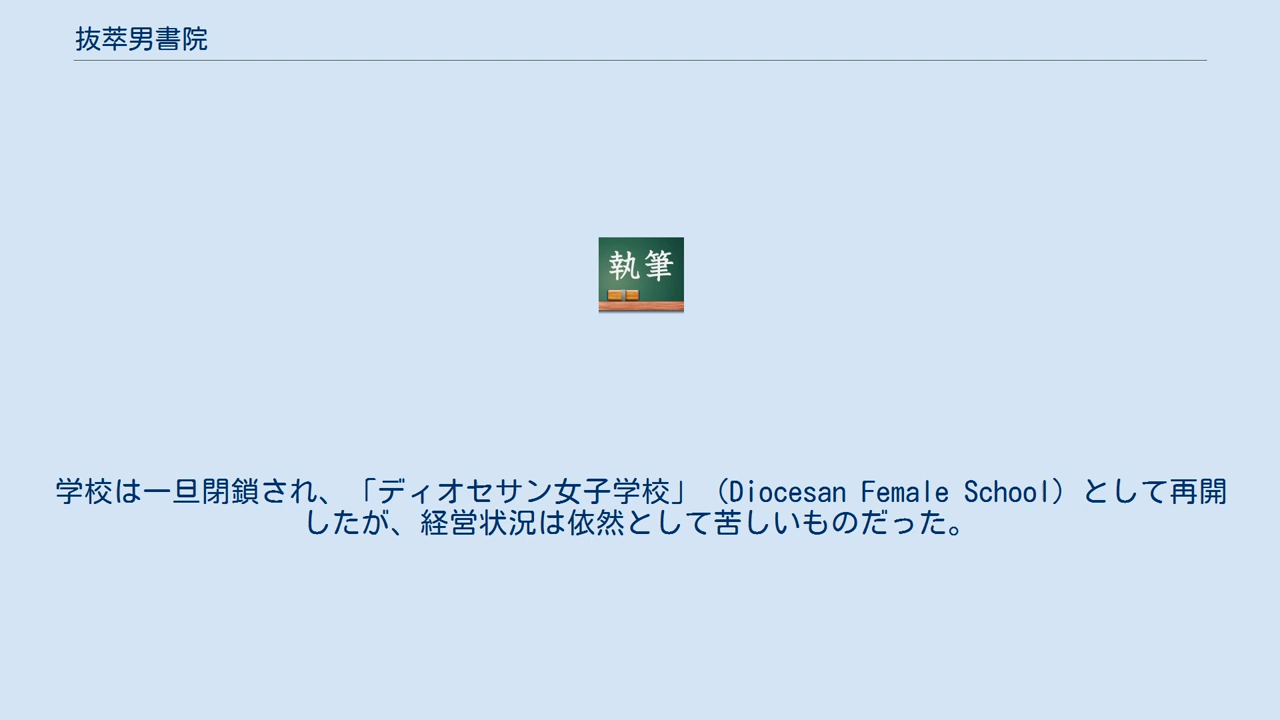 抜萃男書院
執筆
学校は一旦閉鎖され、「ディオセサン女子学校」（Diocesan Female School）として再開
したが、経営状況は依然として苦しいものだった。